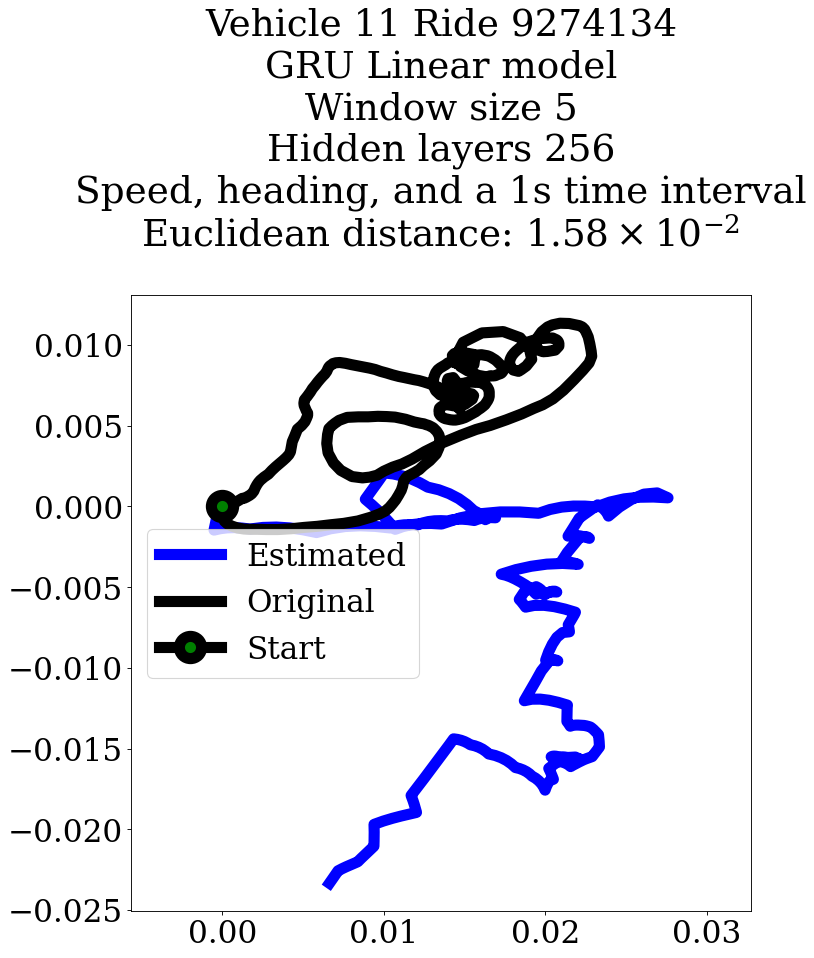 Vehicle 11 Ride 9274134
GRU Linear model
Window size 5
Hidden layers 256
Speed, heading, and a 1s time interval
Euclidean distance: 1.58 × 10⁻²
0.010
0.005
0.000
−0.005
−0.010
−0.015
−0.020
−0.025
Estimated
Original
Start
0.00 0.01 0.02 0.03